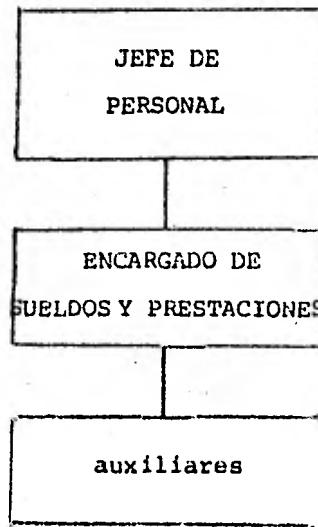 JEFE DE
PERSONAL
ENCARGADO DE
SUELDOS Y PRESTACIONES
auxiliares